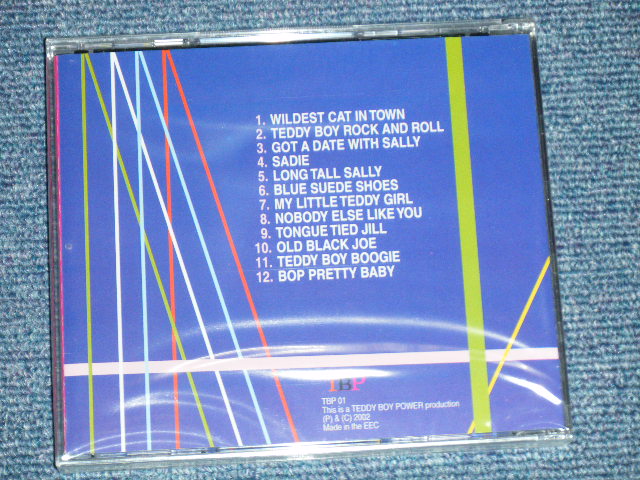 1. WILDEST CAT IN TOWN
2. TEDDY BOY ROCK AND ROLL
3. GOT A DATE WITH SALLY
4. SADIE
5. LONG TALL SALLY
6. BLUE SUEDE SHOES
7. MY LITTLE TEDDY GIRL
8. NOBODY ELSE LIKE YOU
9. TONGUE TIED JILL
10. OLD BLACK JOE
11. TEDDY BOY BOOGIE
12. BOP PRETTY BABY
TBP
TBP 01
This is a TEDDY BOY POWER production
(P) & (C) 2002
Made in the EEC